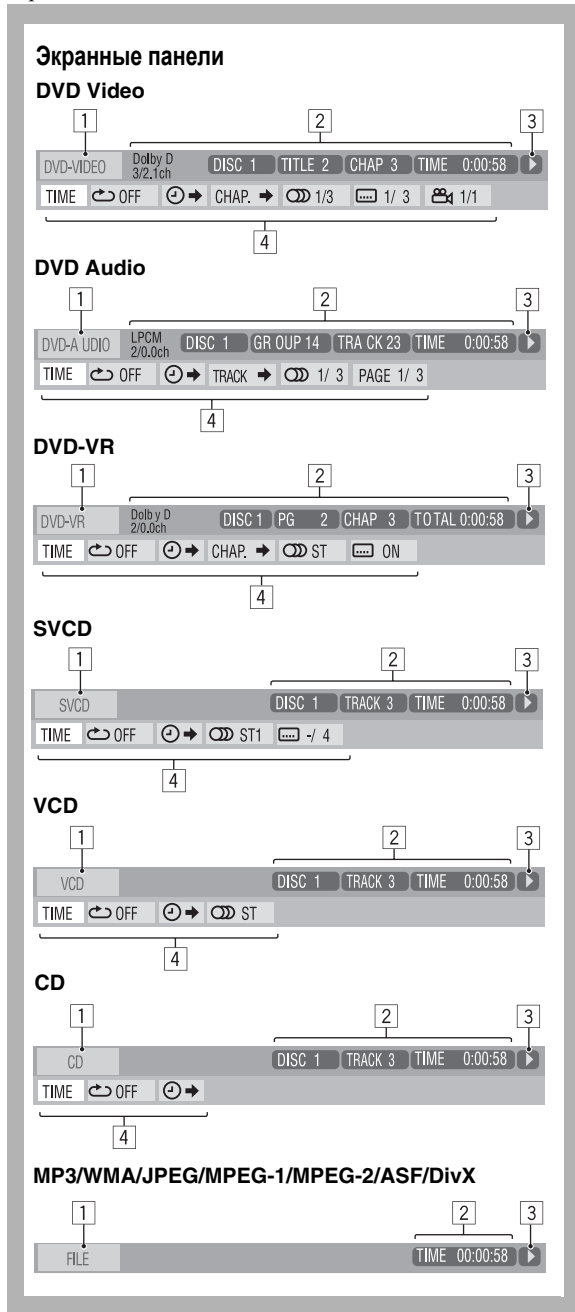 Экранные панели
DVD Video
1 2 3
DVD-VIDEO Dolby D 3/2.1ch DISC 1 TITLE 2 CHAP 3 TIME 0:00:58
TIME OFF CHAP. 1/3 1/ 3 1/1
4
DVD Audio
1 2 3
DVD-A UDIO LPCM 2/0.0ch DISC 1 GR OUP 14 TRA CK 23 TIME 0:00:58
TIME OFF TRACK 1/ 3 PAGE 1/ 3
4
DVD-VR
1 2 3
DVD-VR Dolb y D 2/0.0ch DISC 1 PG 2 CHAP 3 TO TAL 0:00:58
TIME OFF CHAP. ST ON
4
SVCD
1 2 3
SVCD DISC 1 TRACK 3 TIME 0:00:58
TIME OFF ST1 -/ 4
4
VCD
1 2 3
VCD DISC 1 TRACK 3 TIME 0:00:58
TIME OFF ST
4
CD
1 2 3
CD DISC 1 TRACK 3 TIME 0:00:58
TIME OFF
4
MP3/WMA/JPEG/MPEG-1/MPEG-2/ASF/DivX
1 2 3
FILE TIME 00:00:58